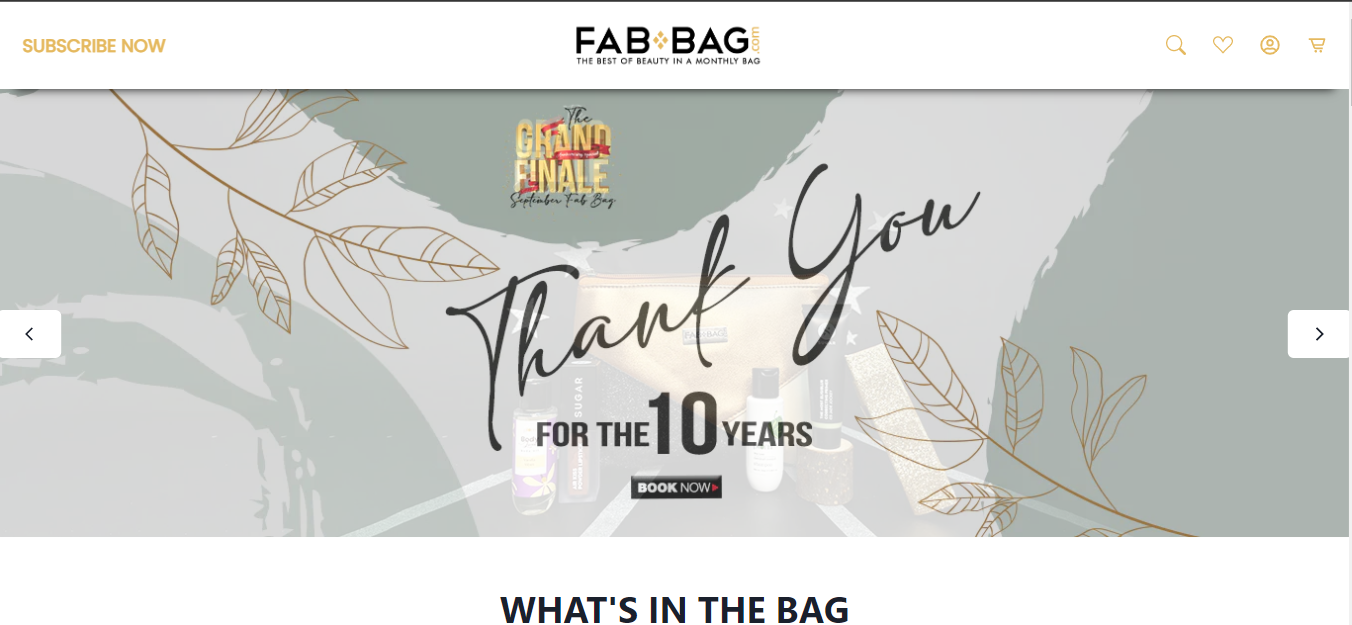 SUBSCRIBE NOW
FAB BAG.com
THE BEST OF BEAUTY IN A MONTHLY BAG
The
GRAND
FINALE
September Fab Bag
Thank You
SUGAR
FOR THE 10 YEARS
BOOK NOW
WHAT'S IN THE BAG